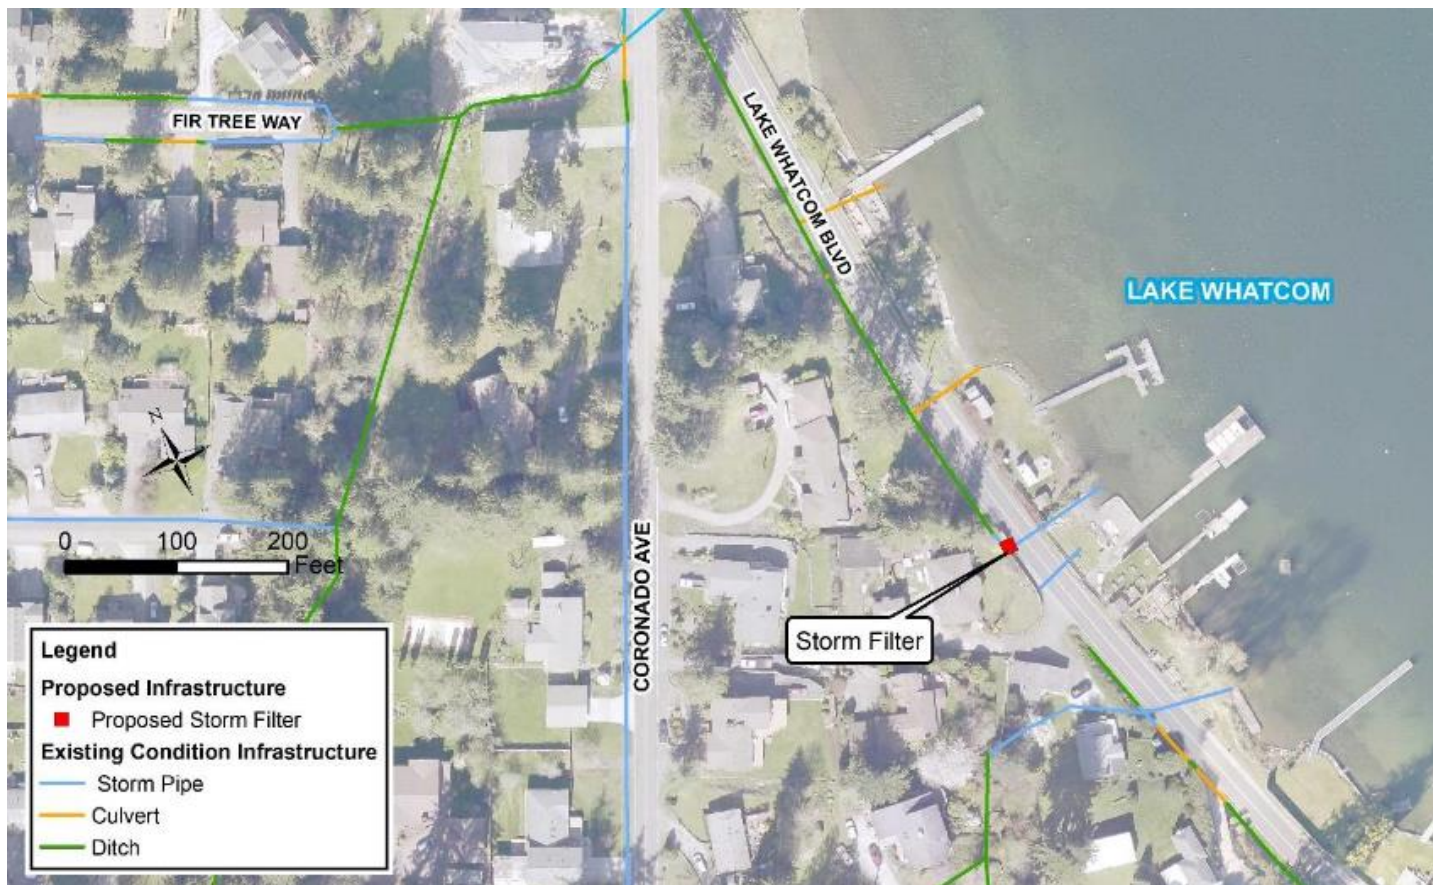 FIR TREE WAY
LAKE WHATCOM BLVD
LAKE WHATCOM
N
0 100 200
Feet
CORONADO AVE
Storm Filter
Legend
Proposed Infrastructure
Proposed Storm Filter
Existing Condition Infrastructure
Storm Pipe
Culvert
Ditch